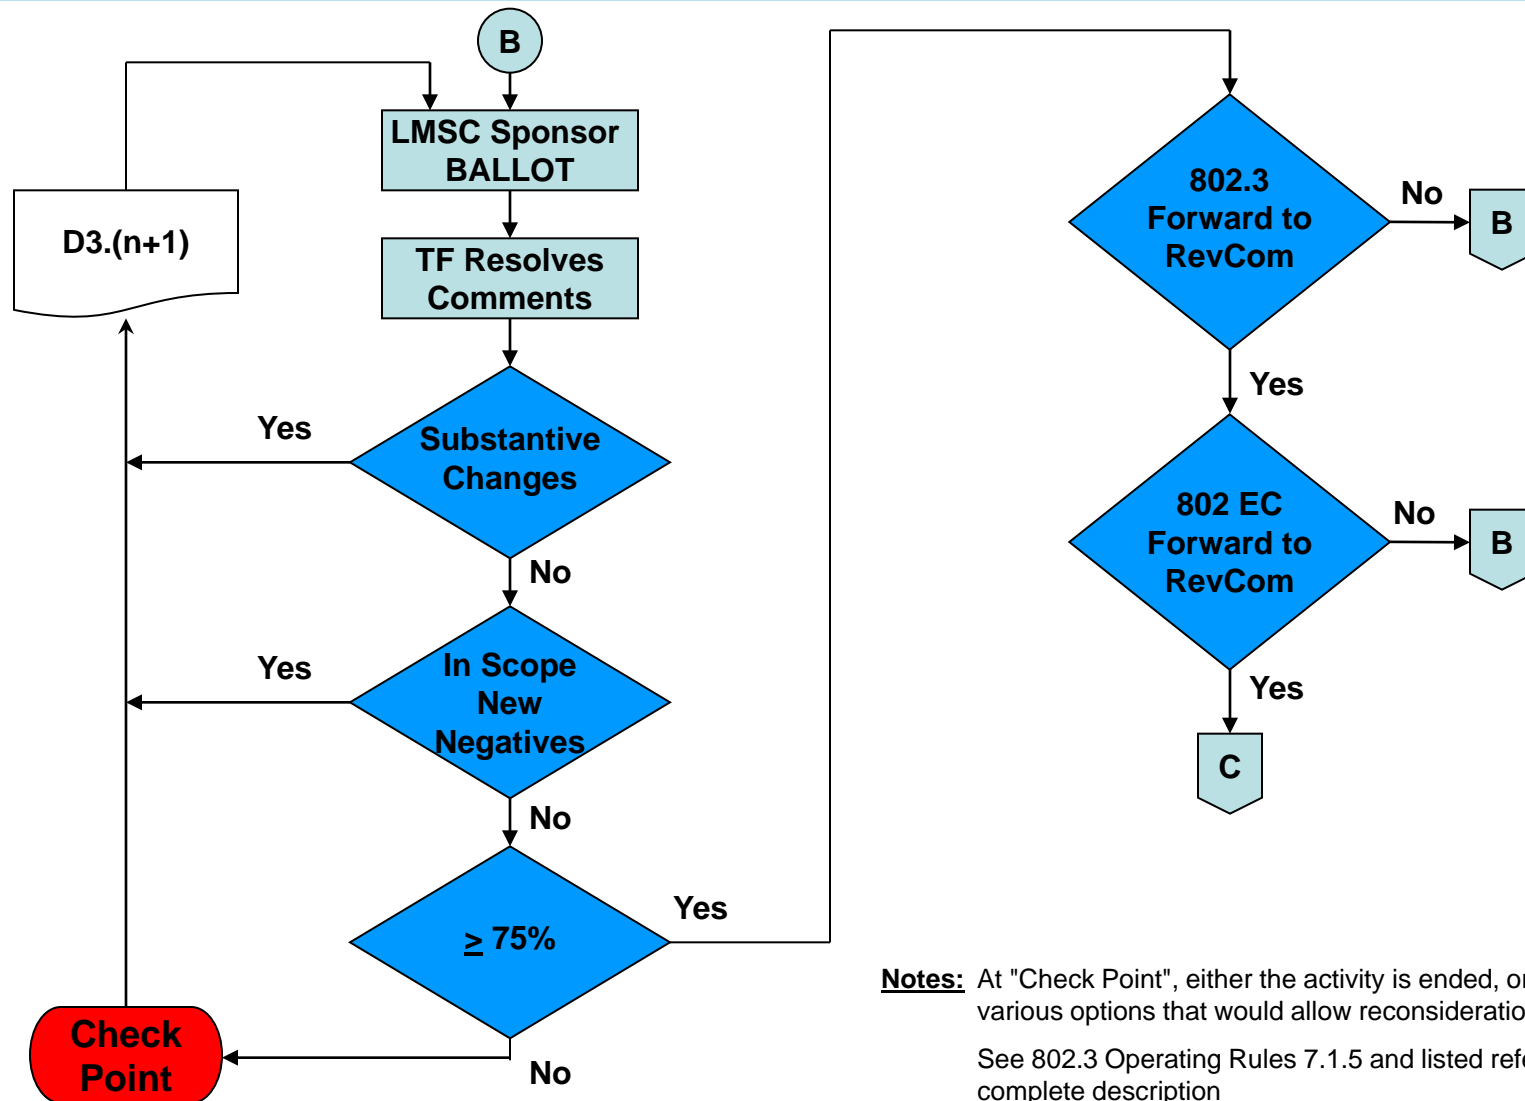 B
LMSC Sponsor
BALLOT
D3.(n+1)
TF Resolves
Comments
Yes
Substantive
Changes
No
Yes
In Scope
New
Negatives
No
≥ 75%
Yes
Check
Point
No
802.3
Forward to
RevCom
No
B
Yes
802 EC
Forward to
RevCom
No
B
Yes
C
Notes: At "Check Point", either the activity is ended, or
various options that would allow reconsideratio
See 802.3 Operating Rules 7.1.5 and listed refe
complete description